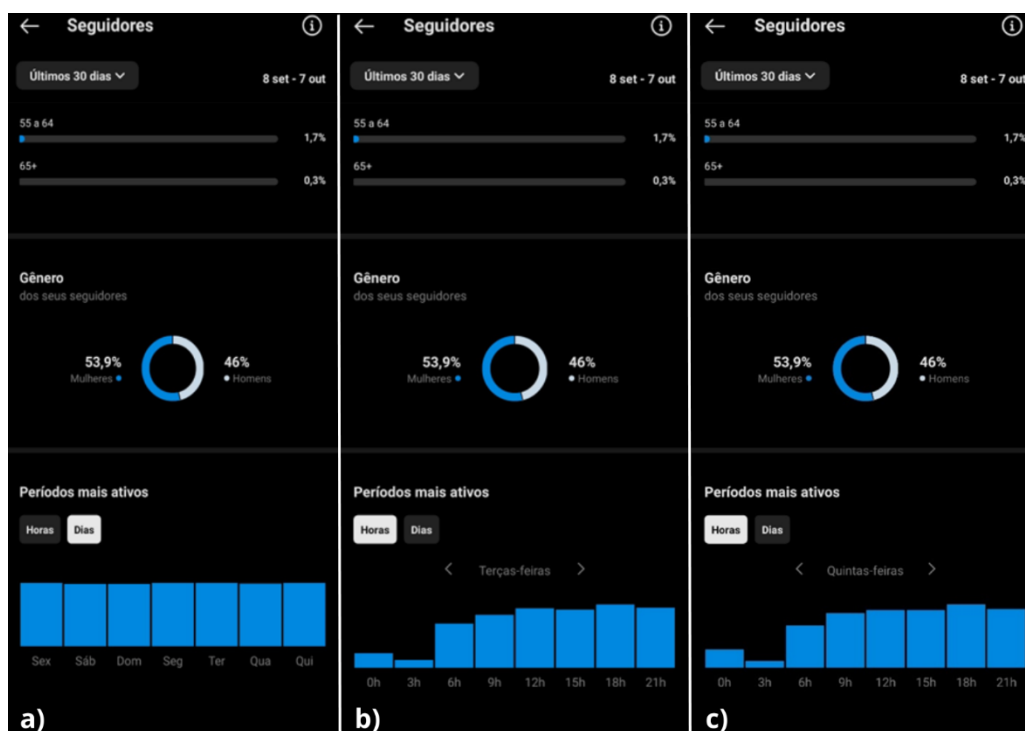 Seguidores
Últimos 30 dias
8 set - 7 out
55 a 64
1,7%
65+
0,3%
Gênero
dos seus seguidores
53,9%
Mulheres
46%
Homens
Períodos mais ativos
Horas Dias
Sex Sáb Dom Seg Ter Qua Qui
a)
Seguidores
Últimos 30 dias
8 set - 7 out
55 a 64
1,7%
65+
0,3%
Gênero
dos seus seguidores
53,9%
Mulheres
46%
Homens
Períodos mais ativos
Horas Dias
Terças-feiras
0h 3h 6h 9h 12h 15h 18h 21h
b)
Seguidores
Últimos 30 dias
8 set - 7 out
55 a 64
1,7%
65+
0,3%
Gênero
dos seus seguidores
53,9%
Mulheres
46%
Homens
Períodos mais ativos
Horas Dias
Quintas-feiras
0h 3h 6h 9h 12h 15h 18h 21h
c)